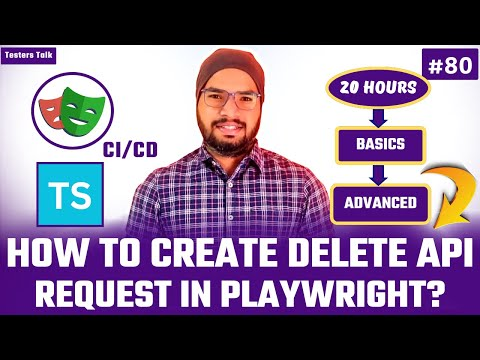 Testers Talk
#80
20 HOURS
CI/CD
BASICS
TS
ADVANCED
HOW TO CREATE DELETE API
REQUEST IN PLAYWRIGHT?